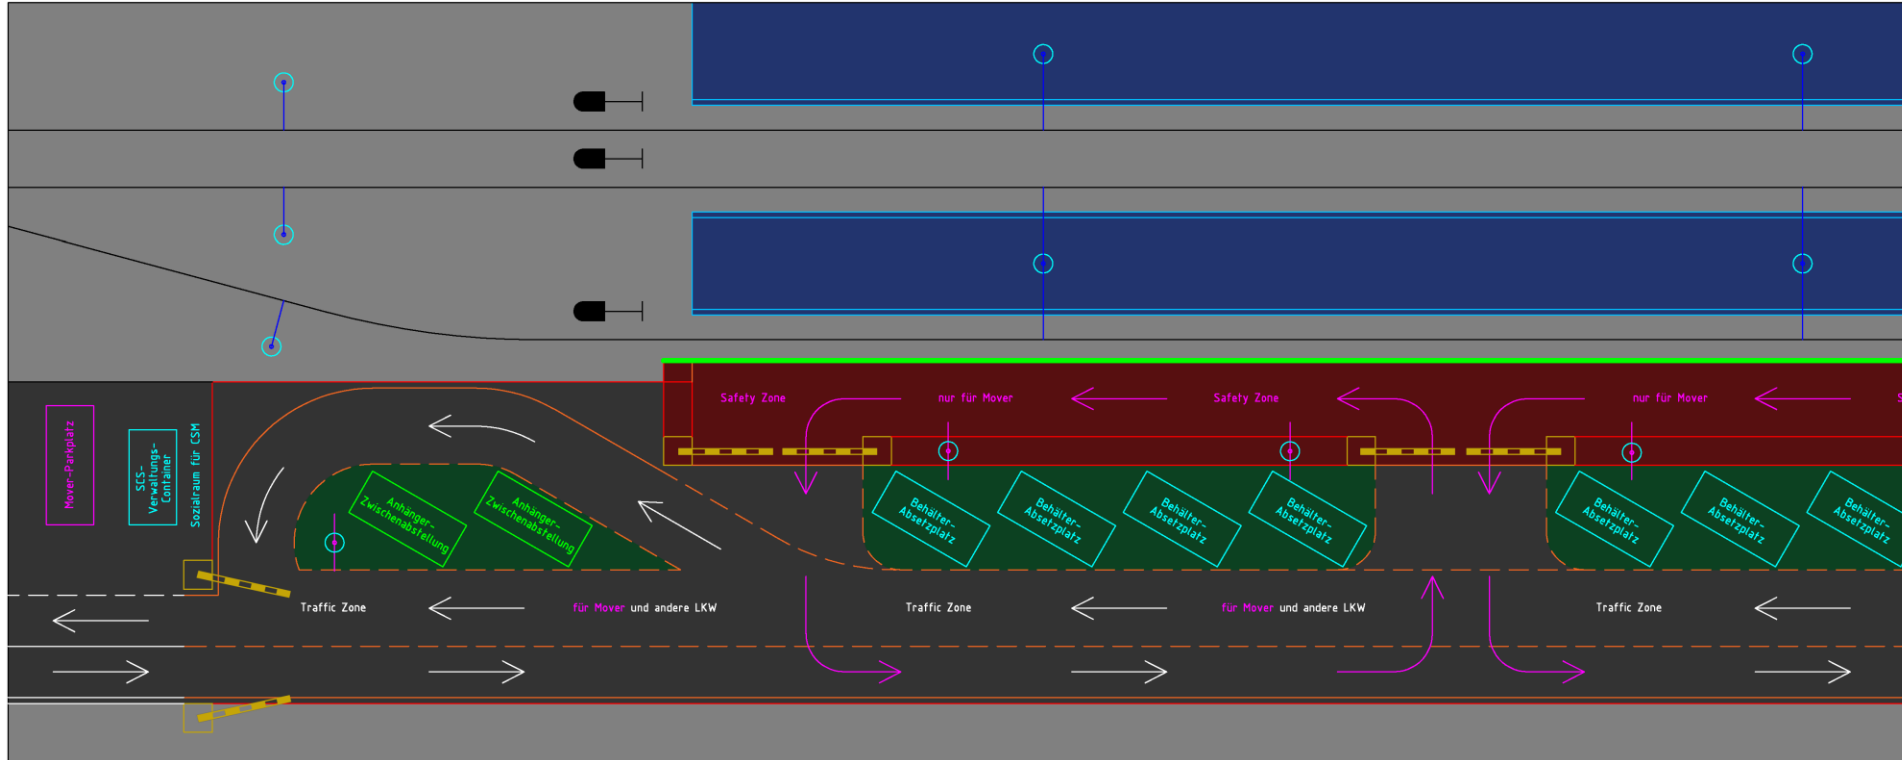 Safety Zone
nur für Mover
Safety Zone
nur für Mover
Mover-Parkplatz
SCS-
Verwaltungs-
Container
Sozialraum für CSM
Anhänger-
Zwischenabstellung
Anhänger-
Zwischenabstellung
Behälter-
Absetzplatz
Behälter-
Absetzplatz
Behälter-
Absetzplatz
Behälter-
Absetzplatz
Behälter-
Absetzplatz
Behälter-
Absetzplatz
Behälter-
Absetzplatz
Traffic Zone
für Mover und andere LKW
Traffic Zone
für Mover und andere LKW
Traffic Zone